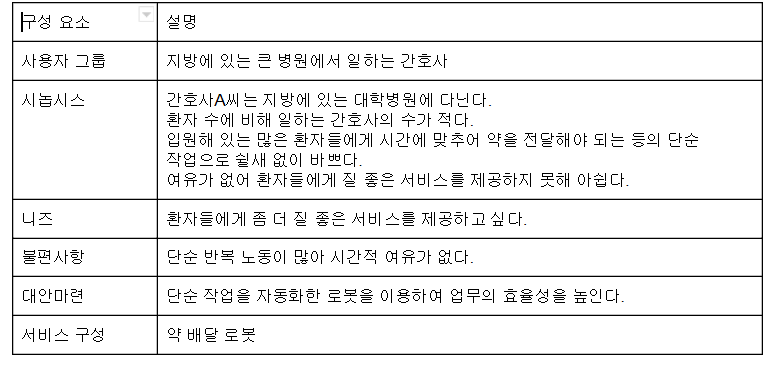 구성 요소 설명
사용자 그룹 지방에 있는 큰 병원에서 일하는 간호사
시놉시스 간호사A씨는 지방에 있는 대학병원에 다닌다.
환자 수에 비해 일하는 간호사의 수가 적다.
입원해 있는 많은 환자들에게 시간에 맞추어 약을 전달해야 되는 등의 단순
작업으로 쉴새 없이 바쁘다.
여유가 없어 환자들에게 질 좋은 서비스를 제공하지 못해 아쉽다.
니즈 환자들에게 좀 더 질 좋은 서비스를 제공하고 싶다.
불편사항 단순 반복 노동이 많아 시간적 여유가 없다.
대안마련 단순 작업을 자동화한 로봇을 이용하여 업무의 효율성을 높인다.
서비스 구성 약 배달 로봇